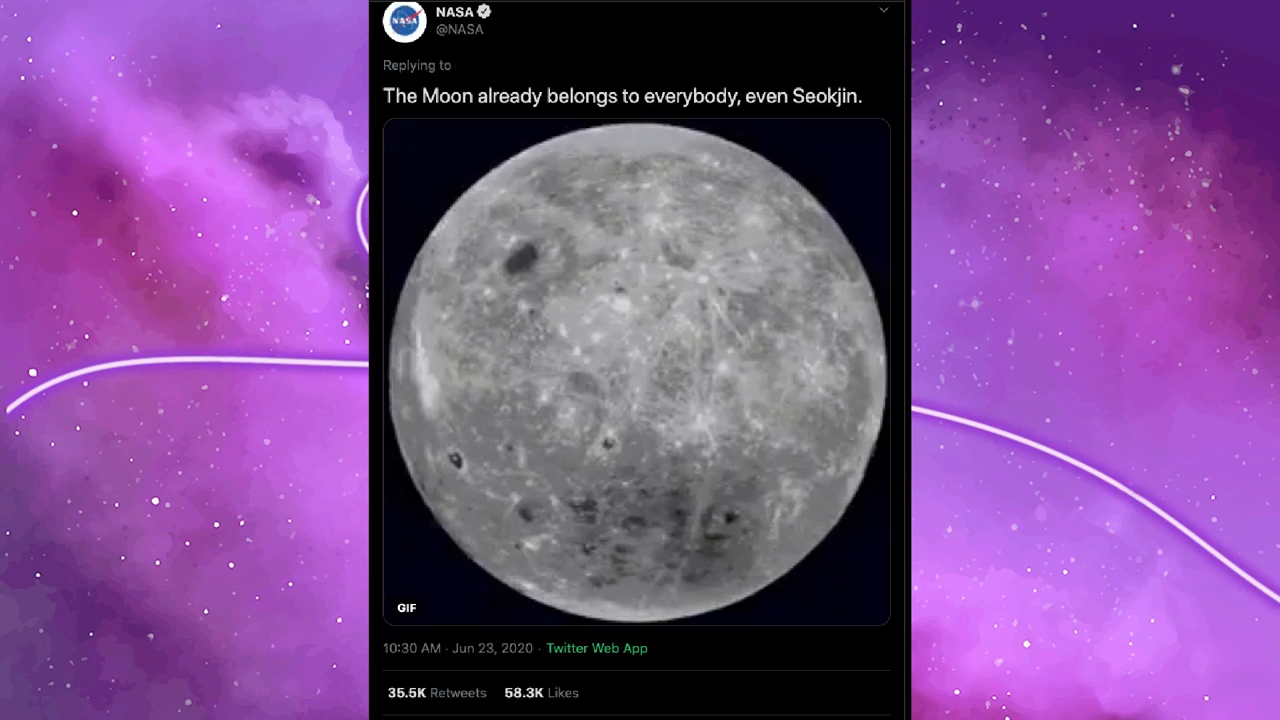 NASA
NASA
@NASA
Replying to
The Moon already belongs to everybody, even Seokjin.
GIF
10:30 AM · Jun 23, 2020 · Twitter Web App
35.5K Retweets 58.3K Likes